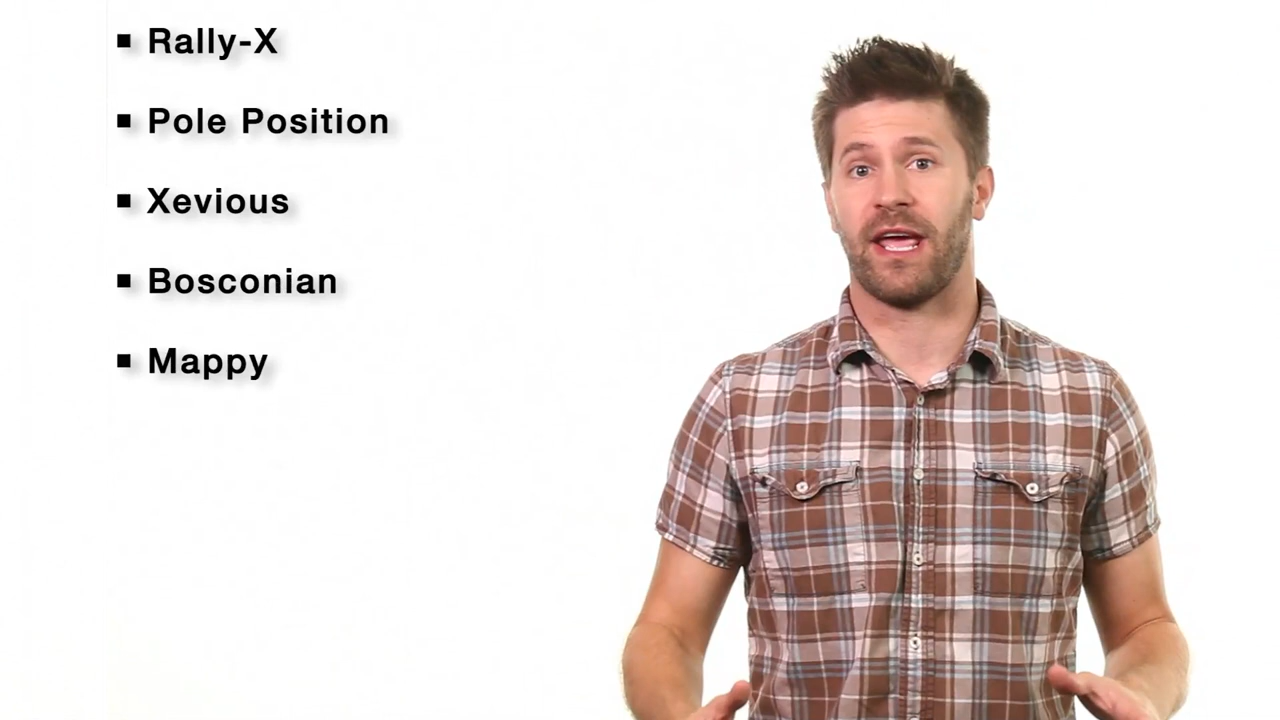 ▪ Rally-X
▪ Pole Position
▪ Xevious
▪ Bosconian
▪ Mappy